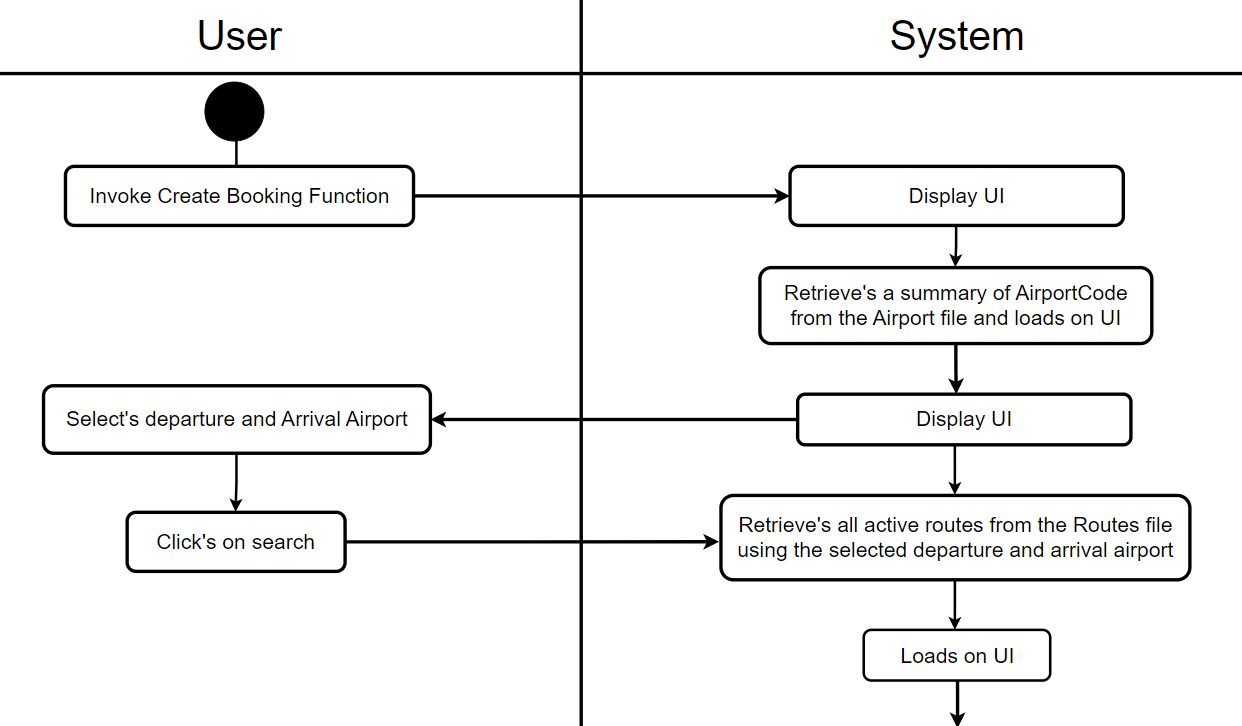 User
System
Invoke Create Booking Function
Display UI
Retrieve's a summary of AirportCode
from the Airport file and loads on UI
Select's departure and Arrival Airport
Display UI
Click's on search
Retrieve's all active routes from the Routes file
using the selected departure and arrival airport
Loads on UI